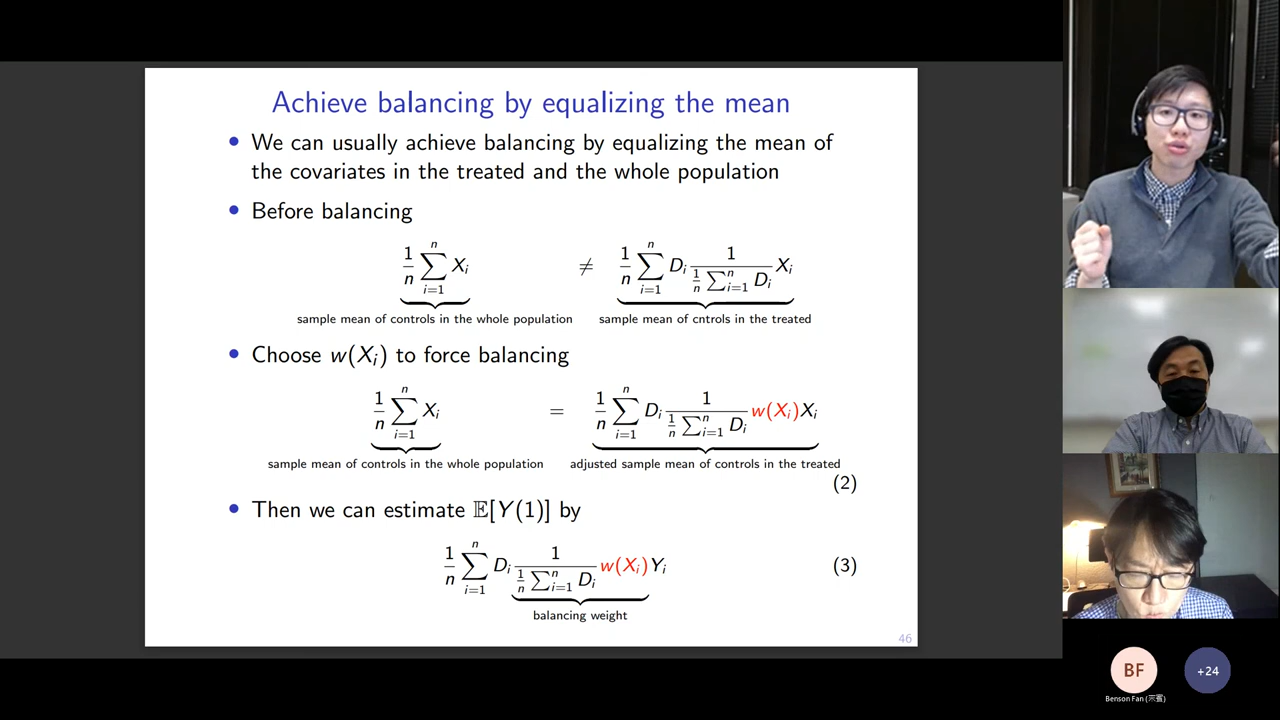 Achieve balancing by equalizing the mean
• We can usually achieve balancing by equalizing the mean of
the covariates in the treated and the whole population
• Before balancing
1/n ∑_{i=1}^{n} X_i ≠ 1/n ∑_{i=1}^{n} D_i 1/(1/n ∑_{i=1}^{n} D_i) X_i
sample mean of controls in the whole population sample mean of cntrols in the treated
• Choose w(X_i) to force balancing
1/n ∑_{i=1}^{n} X_i = 1/n ∑_{i=1}^{n} D_i 1/(1/n ∑_{i=1}^{n} D_i) w(X_i)X_i
sample mean of controls in the whole population adjusted sample mean of controls in the treated
(2)
• Then we can estimate 𝔼[Y(1)] by
1/n ∑_{i=1}^{n} D_i 1/(1/n ∑_{i=1}^{n} D_i) w(X_i) Y_i (3)
balancing weight
46
BF
+24